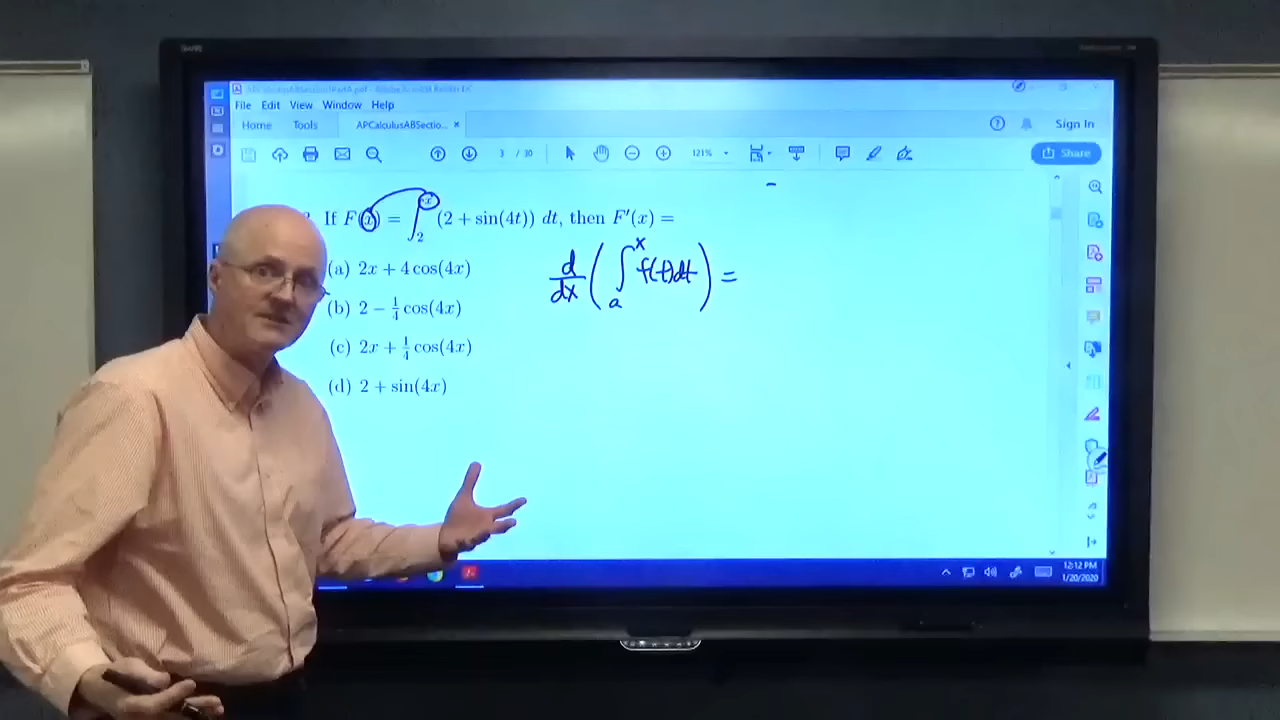 File Edit View Window Help
Home Tools APCalculusABSectio... × Sign In
3 / 30 121% Share
If F(x) = ∫₂ˣ (2 + sin(4t)) dt, then F′(x) =
(a) 2x + 4 cos(4x)
d/dx (∫ₐˣ f(t)dt) =
(b) 2 − 1/4 cos(4x)
(c) 2x + 1/4 cos(4x)
(d) 2 + sin(4x)
12:12 PM
1/20/2020